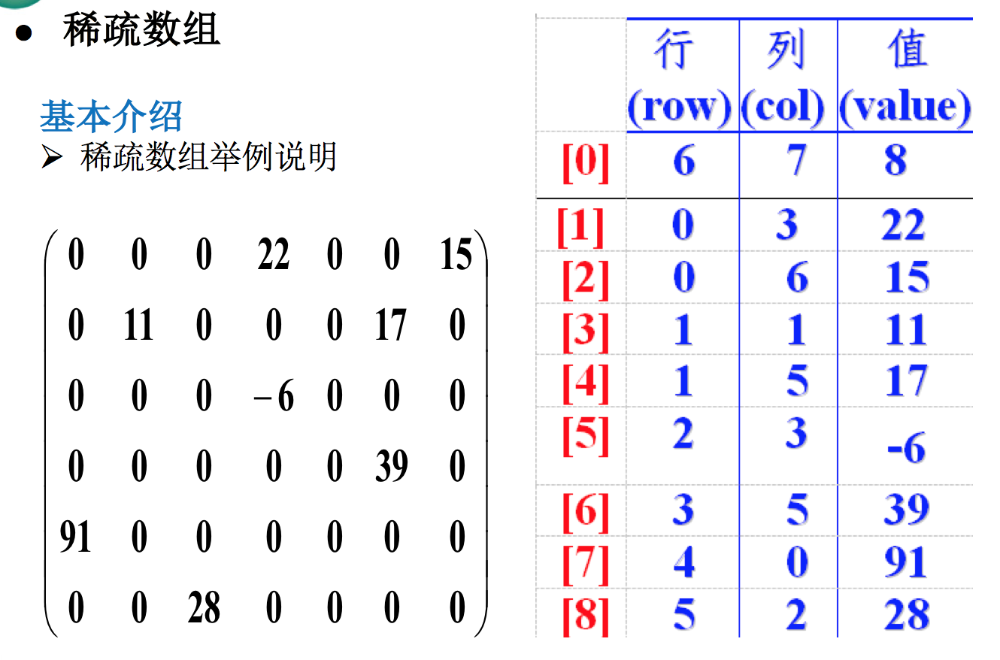 ● 稀疏数组
基本介绍
➢ 稀疏数组举例说明
0 0 0 22 0 0 15
0 11 0 0 0 17 0
0 0 0 –6 0 0 0
0 0 0 0 0 39 0
91 0 0 0 0 0 0
0 0 28 0 0 0 0
行 列 值
(row) (col) (value)
[0] 6 7 8
[1] 0 3 22
[2] 0 6 15
[3] 1 1 11
[4] 1 5 17
[5] 2 3 -6
[6] 3 5 39
[7] 4 0 91
[8] 5 2 28